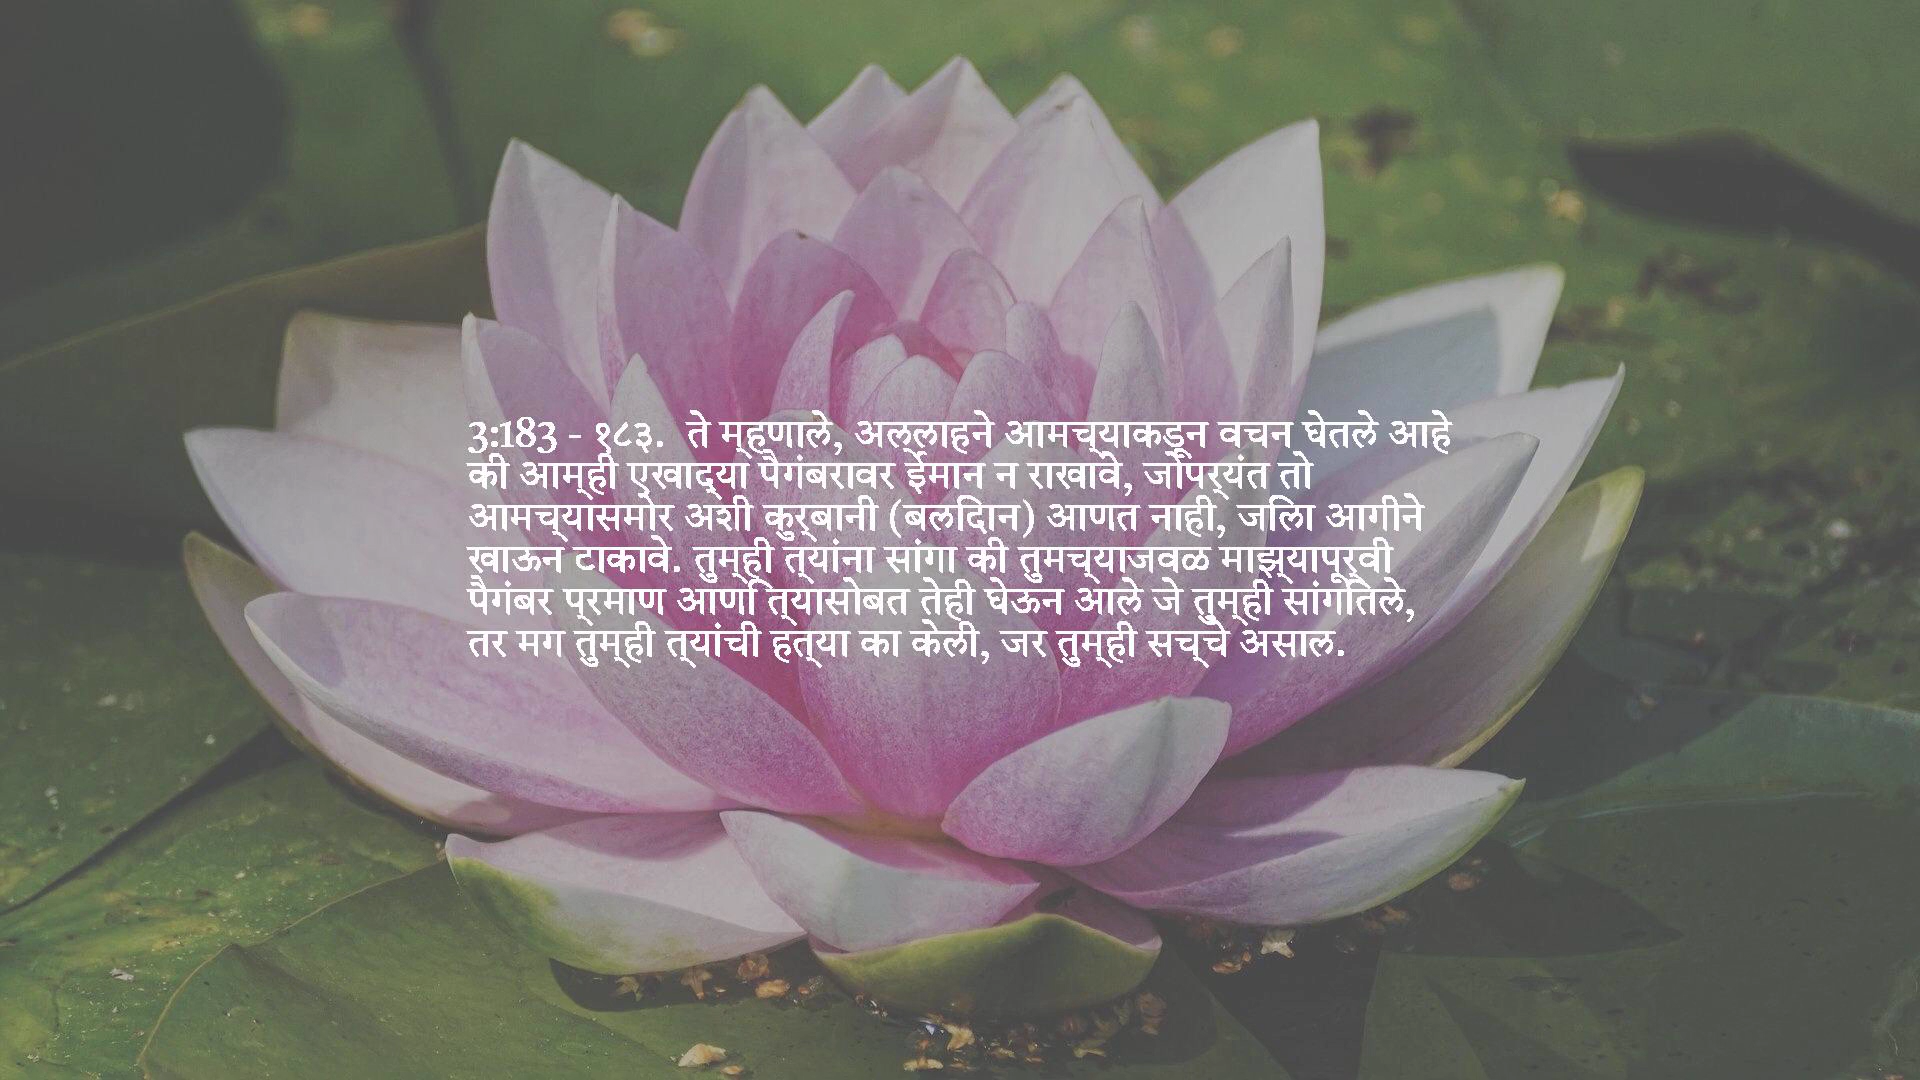 3:183 - १८३.  ते म्हणाले, अल्लाहने आमच्याकडून वचन घेतले आहे
की आम्ही एखाद्या पैगंबरावर ईमान न राखावे, जोपर्यंत तो
आमच्यासमोर अशी कुर्बानी (बलिदान) आणत नाही, जिला आगीने
खाऊन टाकावे. तुम्ही त्यांना सांगा की तुमच्याजवळ माझ्यापूर्वी
पैगंबर प्रमाण आणि त्यासोबत तेही घेऊन आले जे तुम्ही सांगितले,
तर मग तुम्ही त्यांची हत्या का केली, जर तुम्ही सच्चे असाल.